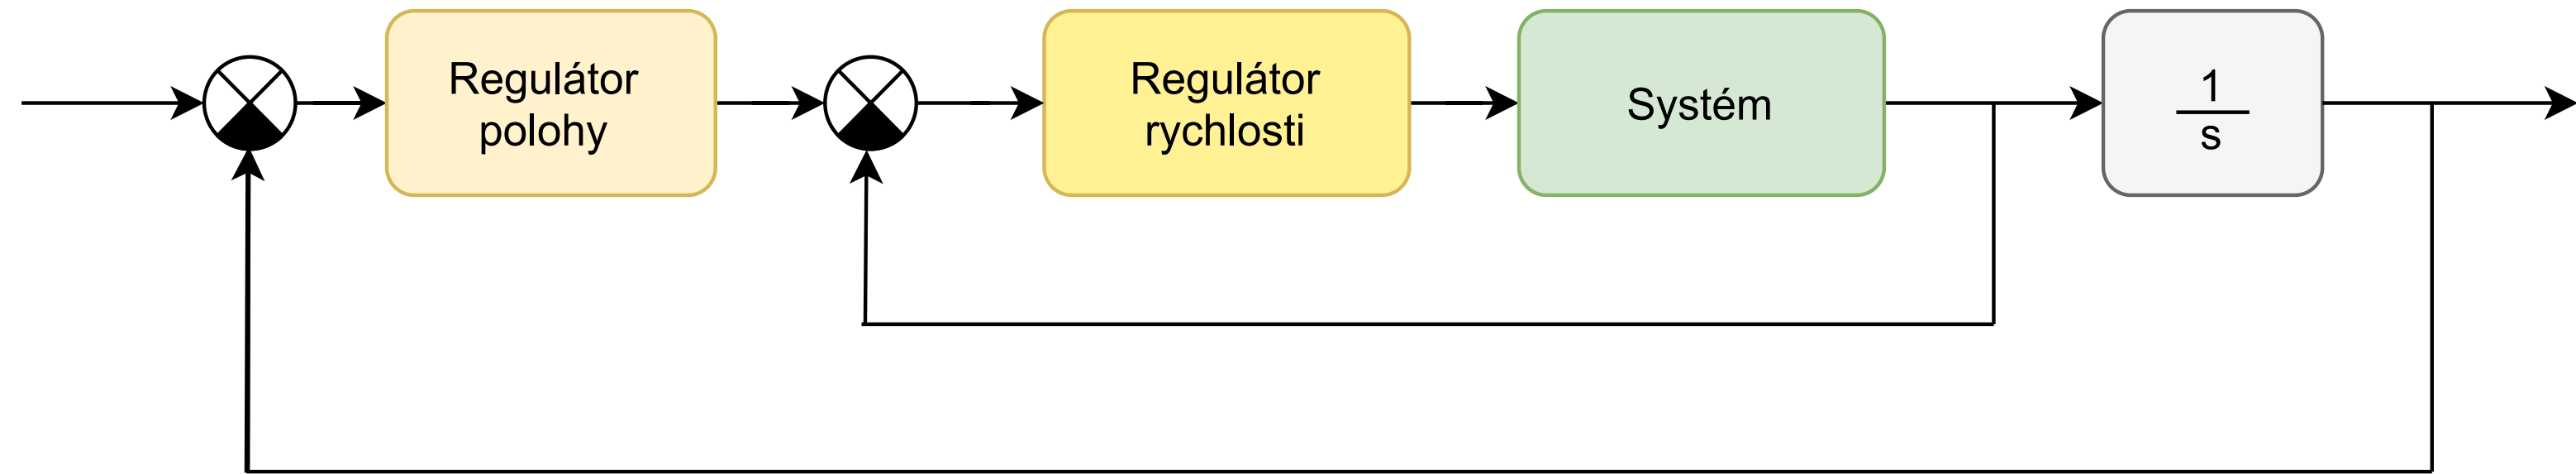 Regulátor
polohy
Regulátor
rychlosti
Systém
1
s